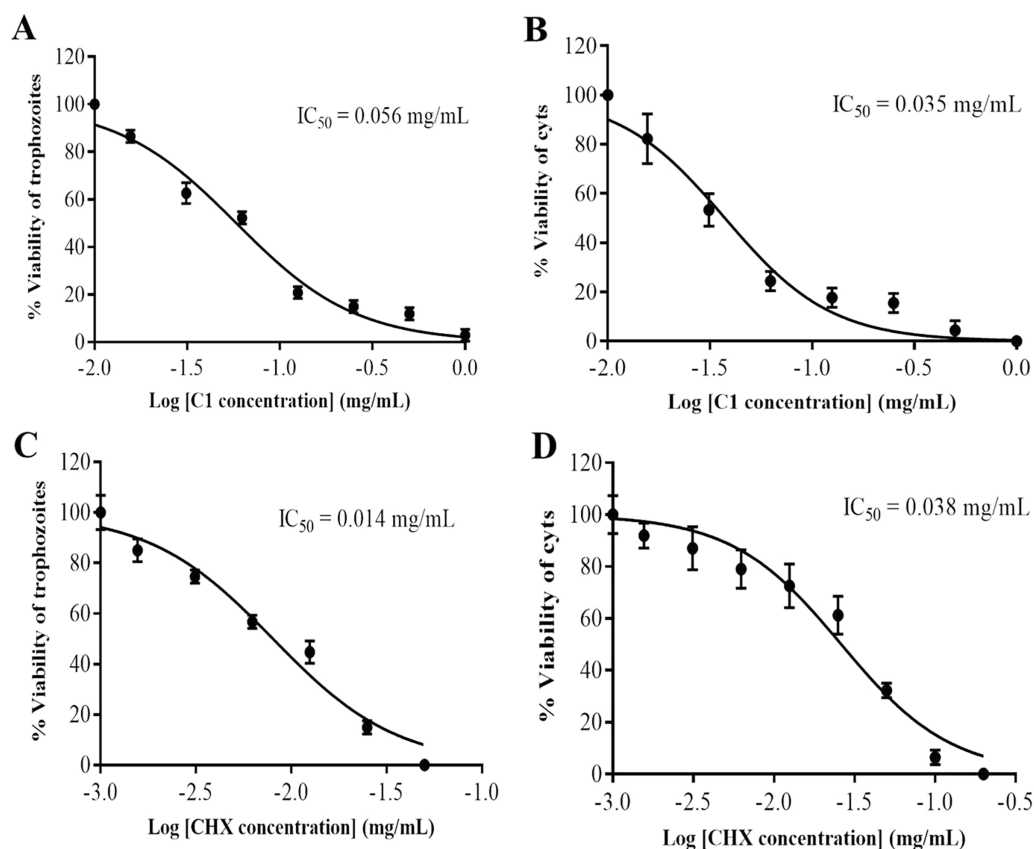 A
120
100
80
60
40
20
0
% Viability of trophozoites
IC50 = 0.056 mg/mL
-2.0 -1.5 -1.0 -0.5 0.0
Log [C1 concentration] (mg/mL)
B
120
100
80
60
40
20
0
% Viability of cyts
IC50 = 0.035 mg/mL
-2.0 -1.5 -1.0 -0.5 0.0
Log [C1 concentration] (mg/mL)
C
120
100
80
60
40
20
0
% Viability of trophozoites
IC50 = 0.014 mg/mL
-3.0 -2.5 -2.0 -1.5 -1.0
Log [CHX concentration] (mg/mL)
D
120
100
80
60
40
20
0
% Viability of cyts
IC50 = 0.038 mg/mL
-3.0 -2.5 -2.0 -1.5 -1.0 -0.5
Log [CHX concentration] (mg/mL)